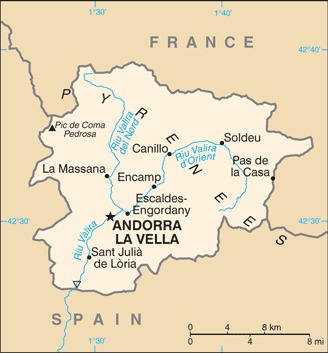 1°30'
1°40'
FRANCE
42°40'
PYRENEES
Pic de Coma
Pedrosa
Riu Valira
del Nord
Soldeu
Canillo
Riu Valira
d'Orient
Pas de
la Casa
La Massana
Encamp
Escaldes-
Engordany
42°30'
42°30'
ANDORRA
LA VELLA
Riu Valira
Sant Julià
de Lòria
SPAIN
0 4 8 km
0 4 8 mi
1°30'
1°40'